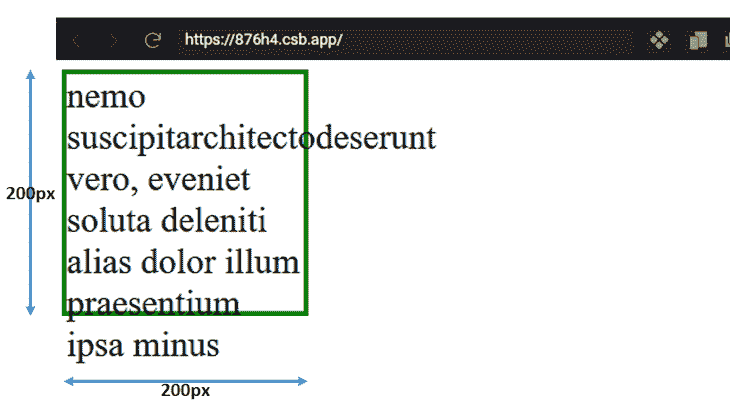 https://876h4.csb.app/
nemo
suscipitarchitectodeserunt
vero, eveniet
200px
soluta deleniti
alias dolor illum
praesentium
ipsa minus
200px